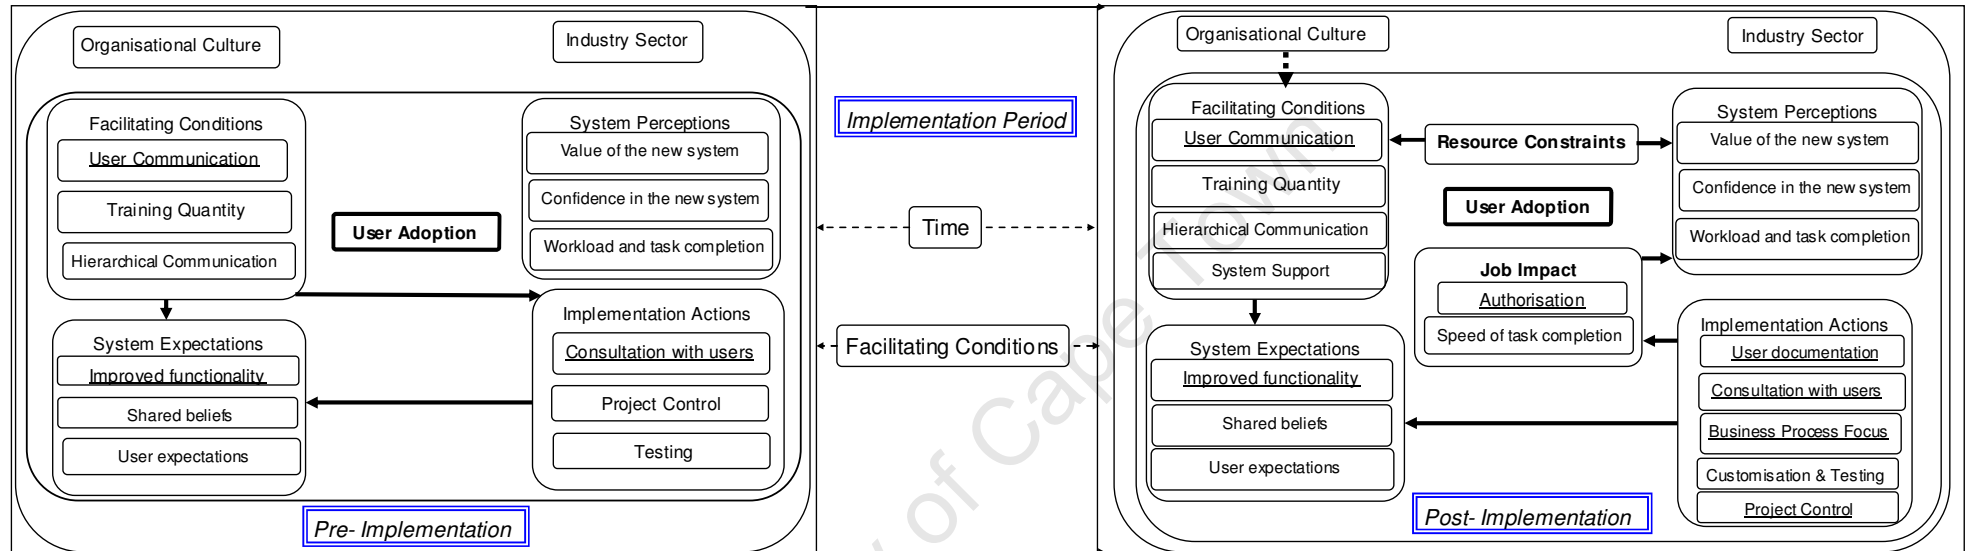 Organisational Culture
Industry Sector
Facilitating Conditions
User Communication
Training Quantity
Hierarchical Communication
System Perceptions
Value of the new system
Confidence in the new system
Workload and task completion
User Adoption
System Expectations
Improved functionality
Shared beliefs
User expectations
Implementation Actions
Consultation with users
Project Control
Testing
Pre- Implementation
Implementation Period
Time
Facilitating Conditions
Organisational Culture
Industry Sector
Facilitating Conditions
User Communication
Training Quantity
Hierarchical Communication
System Support
Resource Constraints
System Perceptions
Value of the new system
Confidence in the new system
Workload and task completion
User Adoption
Job Impact
Authorisation
Speed of task completion
System Expectations
Improved functionality
Shared beliefs
User expectations
Implementation Actions
User documentation
Consultation with users
Business Process Focus
Customisation & Testing
Project Control
Post- Implementation
of Cape Town